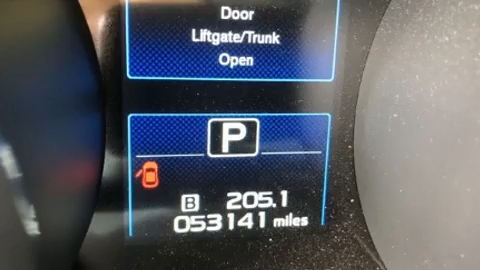 Door
Liftgate/Trunk
Open
P
B 205.1
053141 miles